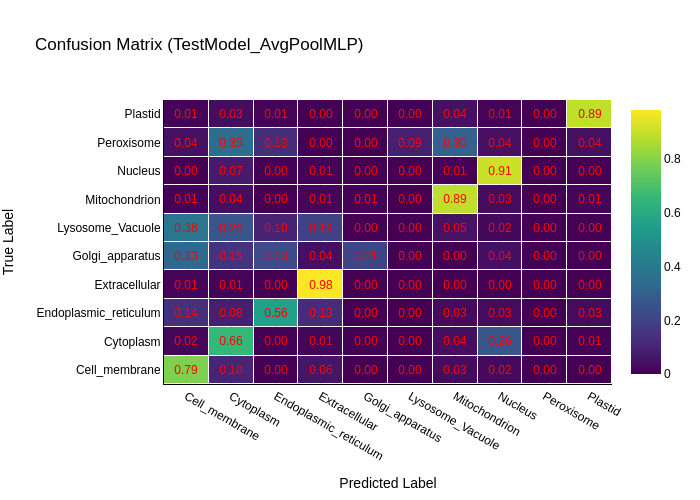 Confusion Matrix (TestModel_AvgPoolMLP)
Plastid 0.01 0.03 0.01 0.00 0.00 0.00 0.04 0.01 0.00 0.89
Peroxisome 0.04 0.35 0.13 0.00 0.00 0.09 0.30 0.04 0.00 0.04
Nucleus 0.00 0.07 0.00 0.01 0.00 0.00 0.01 0.91 0.00 0.00
Mitochondrion 0.01 0.04 0.00 0.01 0.01 0.00 0.89 0.03 0.00 0.01
Lysosome_Vacuole 0.38 0.10 0.00 0.00 0.05 0.02 0.00 0.00
Golgi_apparatus 0.33 0.15 0.04 0.00 0.00 0.04 0.00 0.00
Extracellular 0.01 0.01 0.00 0.98 0.00 0.00 0.00 0.00 0.00 0.00
Endoplasmic_reticulum 0.14 0.08 0.56 0.13 0.00 0.00 0.03 0.03 0.00 0.03
Cytoplasm 0.02 0.66 0.00 0.01 0.00 0.00 0.04 0.26 0.00 0.01
Cell_membrane 0.79 0.10 0.00 0.06 0.00 0.00 0.03 0.02 0.00 0.00
Cell_membrane
Cytoplasm
Endoplasmic_reticulum
Extracellular
Golgi_apparatus
Lysosome_Vacuole
Mitochondrion
Nucleus
Peroxisome
Plastid
Predicted Label
True Label
0.8
0.6
0.4
0.2
0